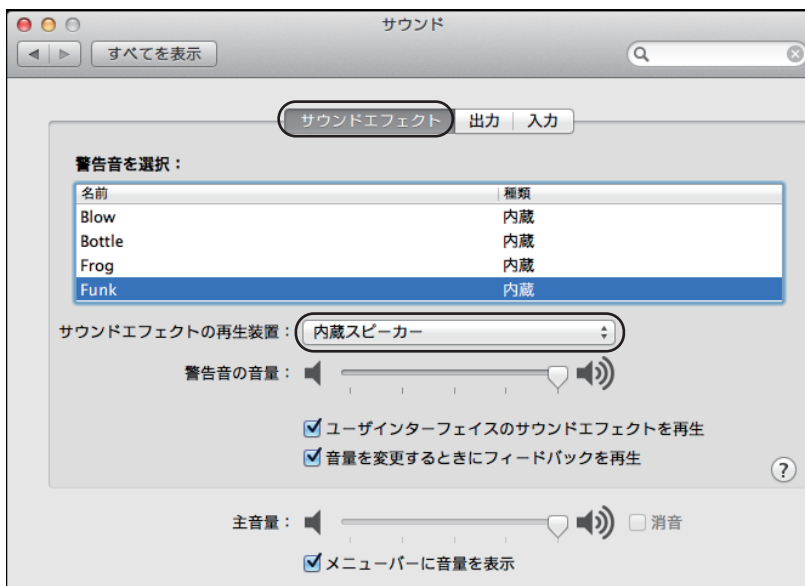 サウンド
すべてを表示
サウンドエフェクト 出力 入力
警告音を選択：
名前 種類
Blow 内蔵
Bottle 内蔵
Frog 内蔵
Funk 内蔵
サウンドエフェクトの再生装置： 内蔵スピーカー
警告音の音量：
ユーザインターフェイスのサウンドエフェクトを再生
音量を変更するときにフィードバックを再生
?
主音量： 消音
メニューバーに音量を表示